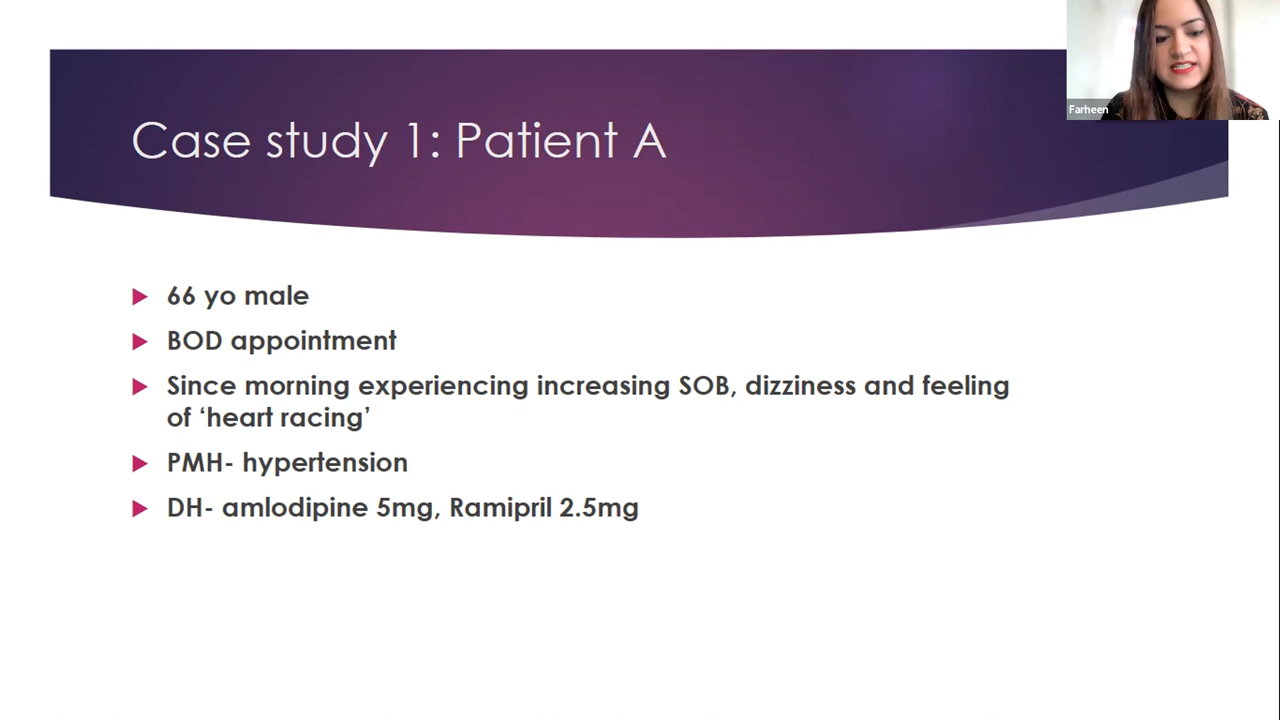 Farheen
Case study 1: Patient A
66 yo male
BOD appointment
Since morning experiencing increasing SOB, dizziness and feeling
of ‘heart racing’
PMH- hypertension
DH- amlodipine 5mg, Ramipril 2.5mg